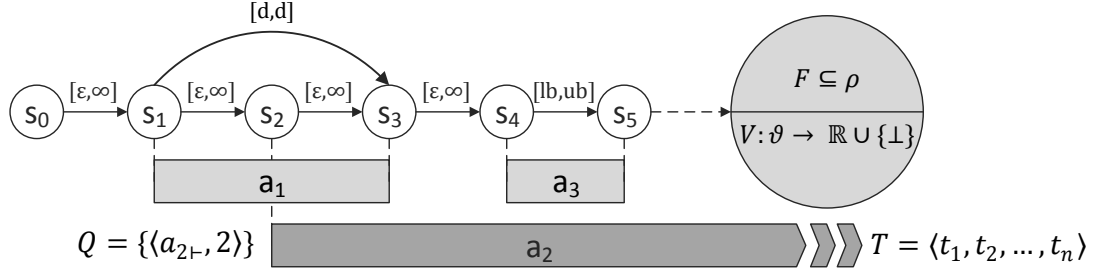 [d,d]
[ε,∞] [ε,∞] [ε,∞] [ε,∞] [lb,ub]
s₀ s₁ s₂ s₃ s₄ s₅
F ⊆ ρ
V: ϑ → ℝ ∪ {⊥}
a₁ a₃
Q = {⟨a₂⊢, 2⟩} a₂ T = ⟨t₁, t₂, …, tₙ⟩